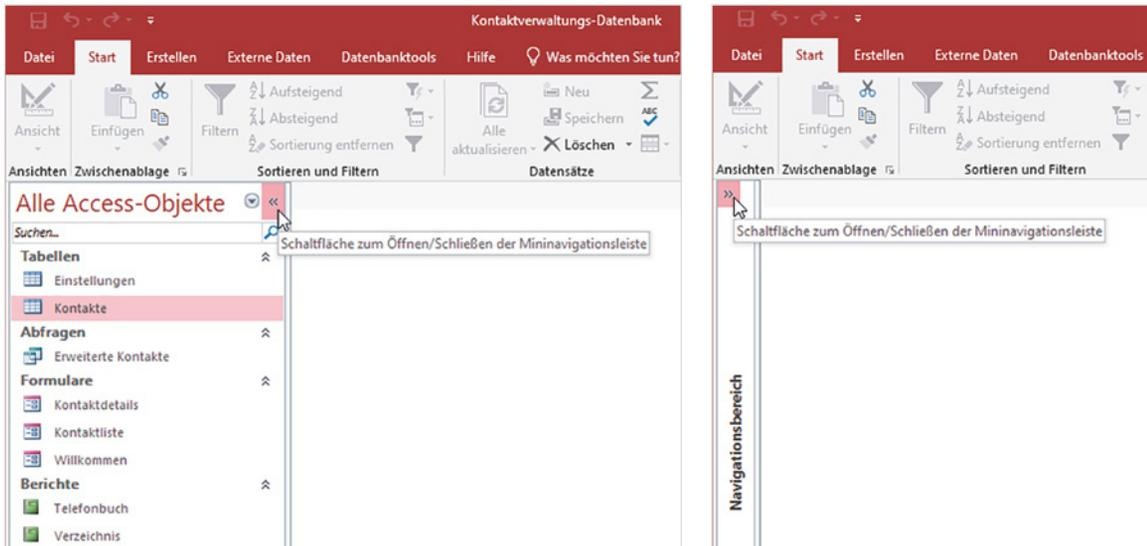 Kontaktverwaltungs-Datenbank
Datei Start Erstellen Externe Daten Datenbanktools Hilfe Was möchten Sie tun?
Ansicht
Einfügen
Filtern
Aufsteigend
Absteigend
Sortierung entfernen
Alle aktualisieren
Neu
Speichern
Löschen
ABC
Ansichten Zwischenablage Sortieren und Filtern Datensätze
Alle Access-Objekte
Suchen...
Schaltfläche zum Öffnen/Schließen der Mininavigationsleiste
Tabellen
Einstellungen
Kontakte
Abfragen
Erweiterte Kontakte
Formulare
Kontaktdetails
Kontaktliste
Willkommen
Berichte
Telefonbuch
Verzeichnis
Datei Start Erstellen Externe Daten Datenbanktools
Ansicht
Einfügen
Filtern
Aufsteigend
Absteigend
Sortierung entfernen
Ansichten Zwischenablage Sortieren und Filtern
Schaltfläche zum Öffnen/Schließen der Mininavigationsleiste
Navigationsbereich